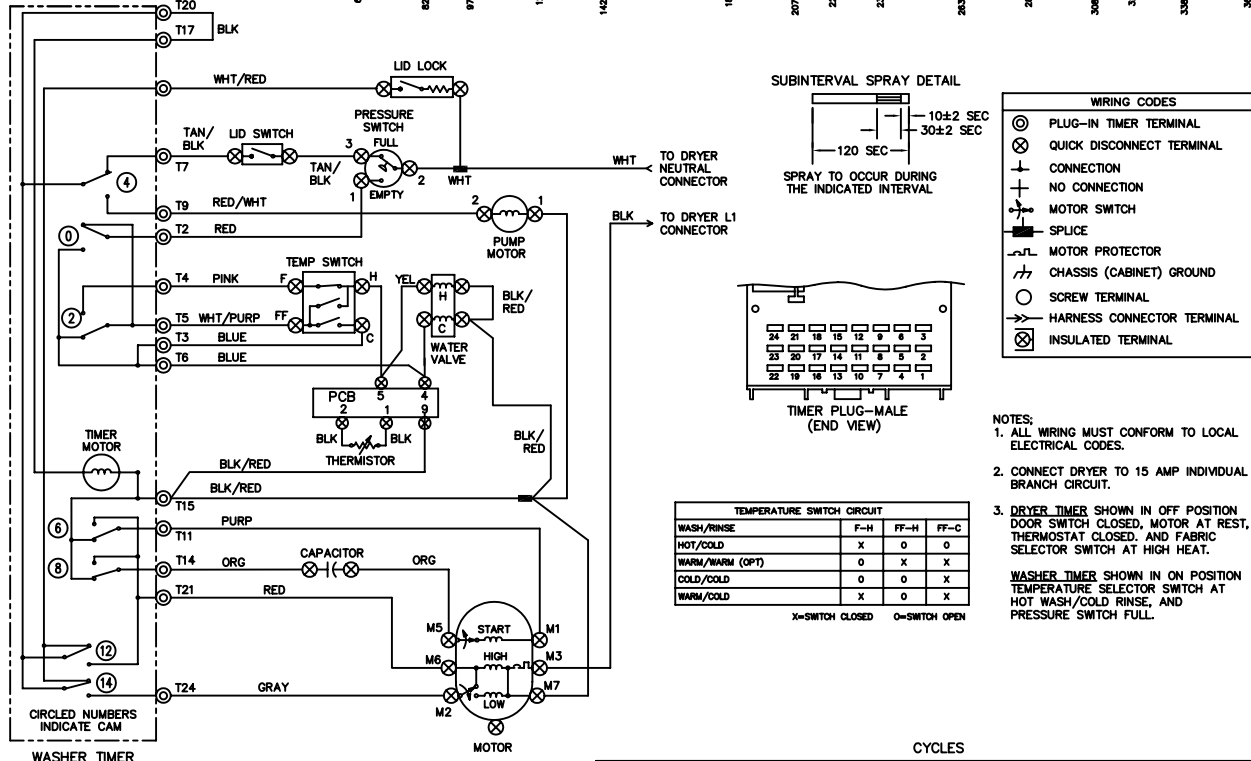 T20
T17 BLK
WHT/RED
LID LOCK
PRESSURE
SWITCH
FULL
TAN/
BLK
LID SWITCH
T7
TAN/
BLK
3
2
1
EMPTY
WHT
WHT
TO DRYER
NEUTRAL
CONNECTOR
4
T9 RED/WHT
2
1
BLK
TO DRYER L1
CONNECTOR
0
T2 RED
PUMP
MOTOR
TEMP SWITCH
T4 PINK
F
H
YEL
H
BLK/
RED
2
T5 WHT/PURP
FF
C
C
T3 BLUE
WATER
VALVE
T6 BLUE
PCB
5
4
2
1
9
BLK
BLK
THERMISTOR
BLK/
RED
TIMER
MOTOR
BLK/RED
BLK/RED
T15
6
PURP
T11
8
T14 ORG
CAPACITOR
ORG
T21 RED
M5
START
M1
M6
HIGH
M3
12
14
T24 GRAY
M2
LOW
M7
MOTOR
CIRCLED NUMBERS
INDICATE CAM
WASHER TIMER
SUBINTERVAL SPRAY DETAIL
10±2 SEC
30±2 SEC
120 SEC
SPRAY TO OCCUR DURING
THE INDICATED INTERVAL
24 21 18 15 12 9 6 3
23 20 17 14 11 8 5 2
22 19 16 13 10 7 4 1
TIMER PLUG-MALE
(END VIEW)
WIRING CODES
PLUG-IN TIMER TERMINAL
QUICK DISCONNECT TERMINAL
CONNECTION
NO CONNECTION
MOTOR SWITCH
SPLICE
MOTOR PROTECTOR
CHASSIS (CABINET) GROUND
SCREW TERMINAL
HARNESS CONNECTOR TERMINAL
INSULATED TERMINAL
TEMPERATURE SWITCH CIRCUIT
WASH/RINSE F-H FF-H FF-C
HOT/COLD X O O
WARM/WARM (OPT) O X X
COLD/COLD O O X
WARM/COLD X O X
X=SWITCH CLOSED O=SWITCH OPEN
NOTES;
1. ALL WIRING MUST CONFORM TO LOCAL
ELECTRICAL CODES.
2. CONNECT DRYER TO 15 AMP INDIVIDUAL
BRANCH CIRCUIT.
3. DRYER TIMER SHOWN IN OFF POSITION
DOOR SWITCH CLOSED, MOTOR AT REST,
THERMOSTAT CLOSED. AND FABRIC
SELECTOR SWITCH AT HIGH HEAT.
WASHER TIMER SHOWN IN ON POSITION
TEMPERATURE SELECTOR SWITCH AT
HOT WASH/COLD RINSE, AND
PRESSURE SWITCH FULL.
CYCLES